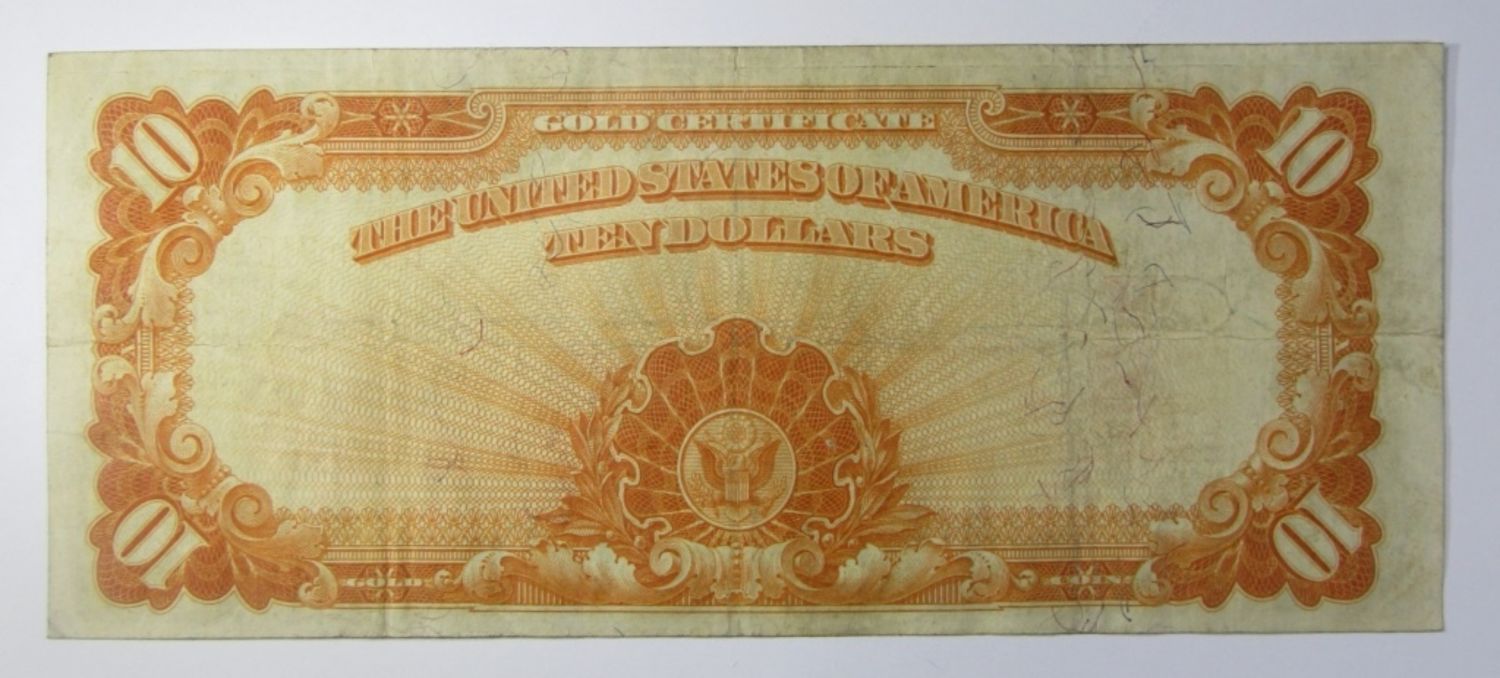 10 GOLD CERTIFICATE 10
THE UNITED STATES OF AMERICA
TEN DOLLARS
10 GOLD COIN 10